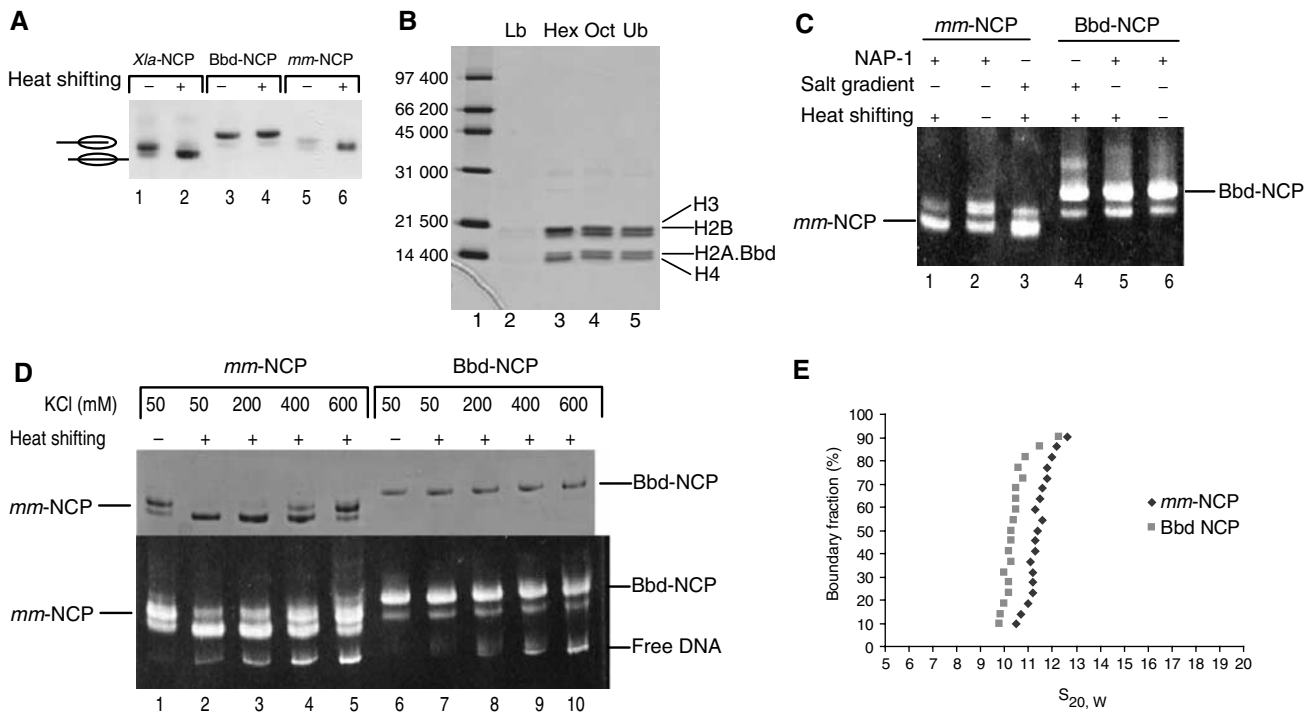 A
Xla-NCP Bbd-NCP mm-NCP
Heat shifting – + – + – +
1 2 3 4 5 6
B
Lb Hex Oct Ub
97 400
66 200
45 000
31 000
21 500
14 400
H3
H2B
H2A.Bbd
H4
1 2 3 4 5
C
mm-NCP Bbd-NCP
NAP-1 + + – – + +
Salt gradient – – + + – –
Heat shifting + – + + + –
mm-NCP
Bbd-NCP
1 2 3 4 5 6
D
mm-NCP Bbd-NCP
KCl (mM) 50 50 200 400 600 50 50 200 400 600
Heat shifting – + + + + – + + + +
Bbd-NCP
mm-NCP
Bbd-NCP
mm-NCP
Free DNA
1 2 3 4 5 6 7 8 9 10
E
Boundary fraction (%)
100
90
80
70
60
50
40
30
20
10
0
mm-NCP
Bbd NCP
5 6 7 8 9 10 11 12 13 14 15 16 17 18 19 20
S20, W